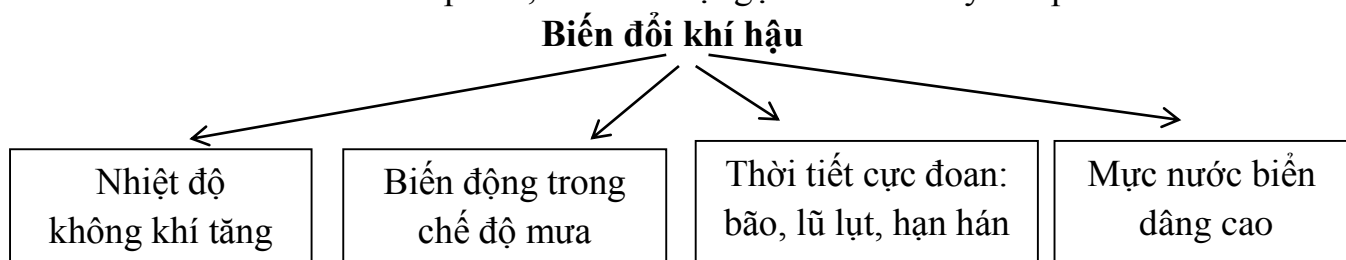 Biến đổi khí hậu
Nhiệt độ
không khí tăng
Biến động trong
chế độ mưa
Thời tiết cực đoan:
bão, lũ lụt, hạn hán
Mực nước biển
dâng cao